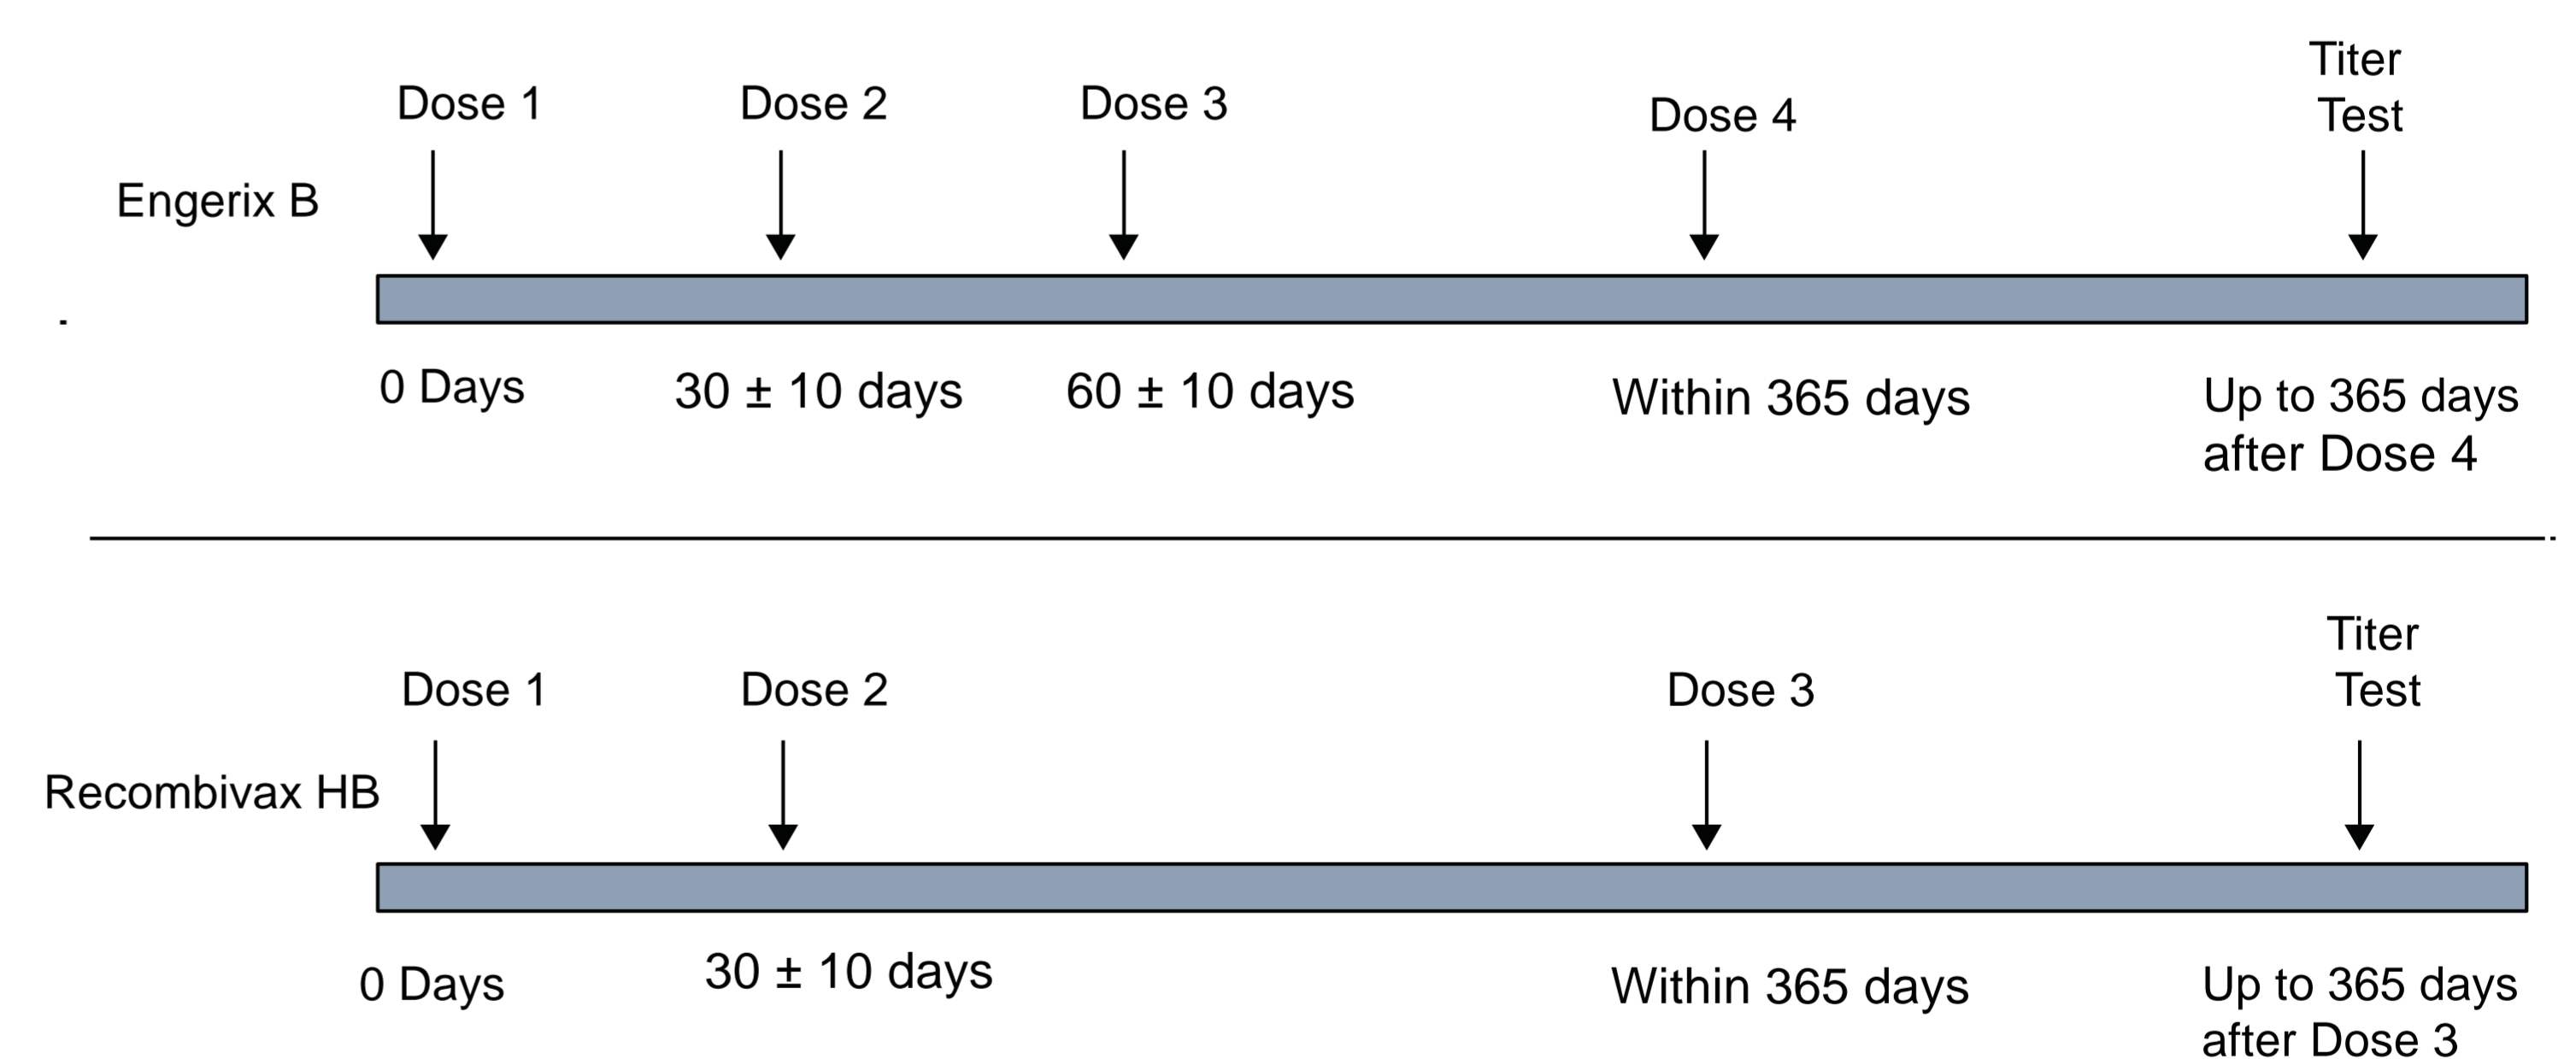 Dose 1
Dose 2
Dose 3
Dose 4
Titer
Test
Engerix B
0 Days
30 ± 10 days
60 ± 10 days
Within 365 days
Up to 365 days
after Dose 4
Dose 1
Dose 2
Dose 3
Titer
Test
Recombivax HB
0 Days
30 ± 10 days
Within 365 days
Up to 365 days
after Dose 3